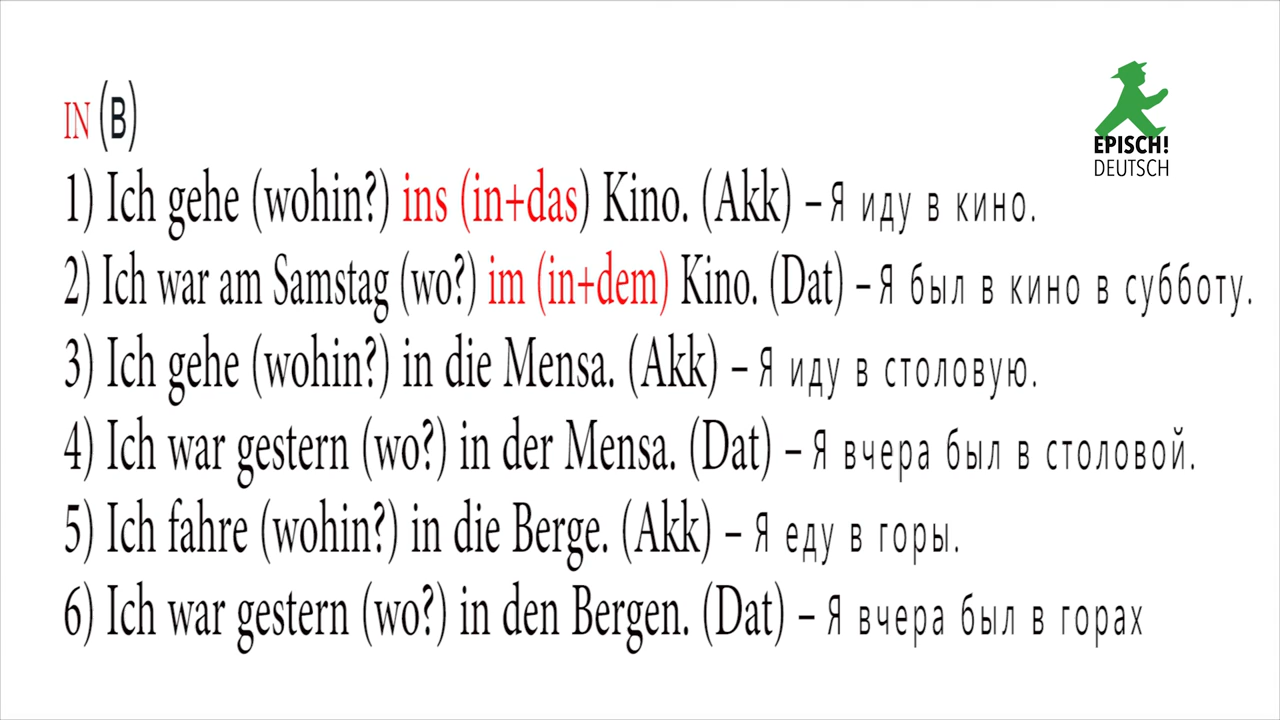 IN (В)
EPISCH!
DEUTSCH
1) Ich gehe (wohin?) ins (in+das) Kino. (Akk) – Я иду в кино.
2) Ich war am Samstag (wo?) im (in+dem) Kino. (Dat) – Я был в кино в субботу.
3) Ich gehe (wohin?) in die Mensa. (Akk) – Я иду в столовую.
4) Ich war gestern (wo?) in der Mensa. (Dat) – Я вчера был в столовой.
5) Ich fahre (wohin?) in die Berge. (Akk) – Я еду в горы.
6) Ich war gestern (wo?) in den Bergen. (Dat) – Я вчера был в горах